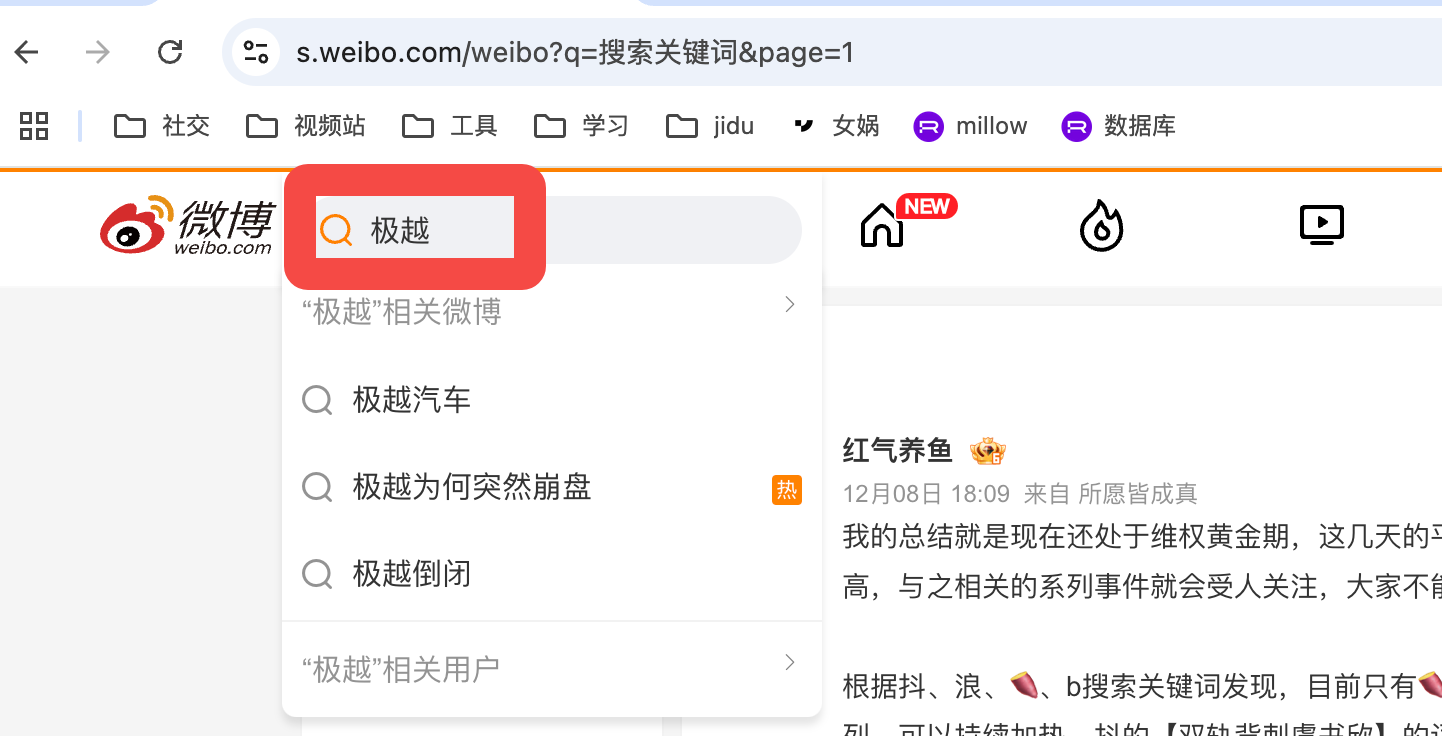 s.weibo.com/weibo?q=搜索关键词&page=1
社交 视频站 工具 学习 jidu 女娲 millow 数据库
微博
weibo.com
极越
NEW
“极越”相关微博
极越汽车
极越为何突然崩盘 热
极越倒闭
“极越”相关用户
红气养鱼
6
12月08日 18:09 来自 所愿皆成真
我的总结就是现在还处于维权黄金期，这几天的
高，与之相关的系列事件就会受人关注，大家不
根据抖、浪、🍠、b搜索关键词发现，目前只有🍠
列，可以持续加热，抖的【双轨背刺虞书欣】的